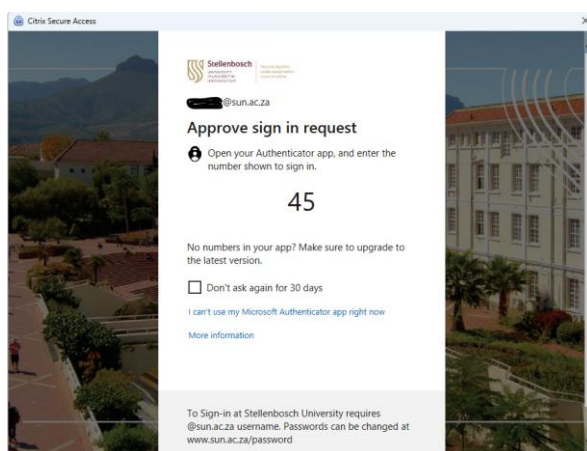 Citrix Secure Access
Stellenbosch
UNIVERSITY
IYUNIVESITHI
UNIVERSITEIT
@sun.ac.za
Approve sign in request
Open your Authenticator app, and enter the
number shown to sign in.
45
No numbers in your app? Make sure to upgrade to
the latest version.
Don't ask again for 30 days
I can't use my Microsoft Authenticator app right now
More information
To Sign-in at Stellenbosch University requires
@sun.ac.za username. Passwords can be changed at
www.sun.ac.za/password